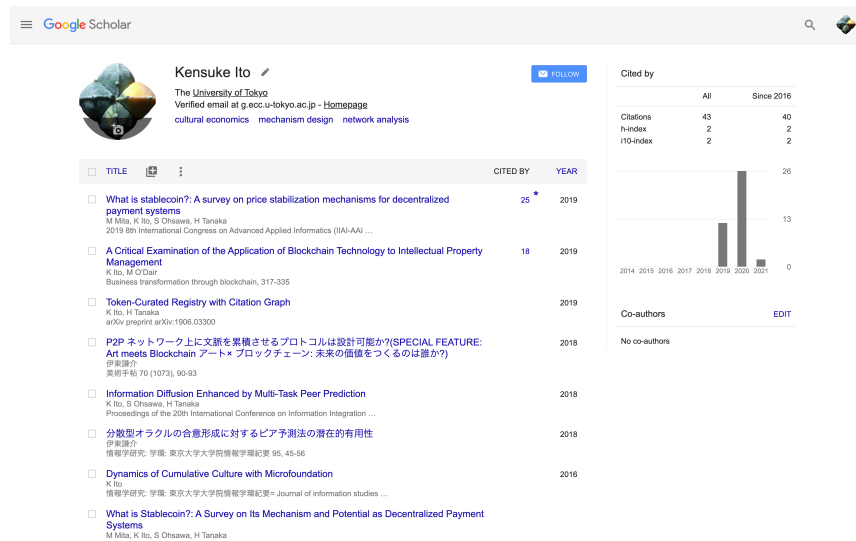 Google Scholar
Kensuke Ito
FOLLOW
The University of Tokyo
Verified email at g.ecc.u-tokyo.ac.jp - Homepage
cultural economics mechanism design network analysis
TITLE CITED BY YEAR
What is stablecoin?: A survey on price stabilization mechanisms for decentralized 25 * 2019
payment systems
M Mita, K Ito, S Ohsawa, H Tanaka
2019 8th International Congress on Advanced Applied Informatics (IIAI-AAI …
A Critical Examination of the Application of Blockchain Technology to Intellectual Property 18 2019
Management
K Ito, M O'Dair
Business transformation through blockchain, 317-335
Token-Curated Registry with Citation Graph 2019
K Ito, H Tanaka
arXiv preprint arXiv:1906.03300
P2P ネットワーク上に文脈を累積させるプロトコルは設計可能か?(SPECIAL FEATURE: 2018
Art meets Blockchain アート× ブロックチェーン: 未来の価値をつくるのは誰か?)
伊東謙介
美術手帖 70 (1073), 90-93
Information Diffusion Enhanced by Multi-Task Peer Prediction 2018
K Ito, S Ohsawa, H Tanaka
Proceedings of the 20th International Conference on Information Integration …
分散型オラクルの合意形成に対するピア予測法の潜在的有用性 2018
伊東謙介
情報学研究: 学環: 東京大学大学院情報学環紀要 95, 45-56
Dynamics of Cumulative Culture with Microfoundation 2016
K Ito
情報学研究: 学環: 東京大学大学院情報学環紀要= Journal of information studies …
What is Stablecoin?: A Survey on Its Mechanism and Potential as Decentralized Payment
Systems
M Mita, K Ito, S Ohsawa, H Tanaka
Cited by
All Since 2016
Citations 43 40
h-index 2 2
i10-index 2 2
26
13
0
2014 2015 2016 2017 2018 2019 2020 2021
Co-authors EDIT
No co-authors